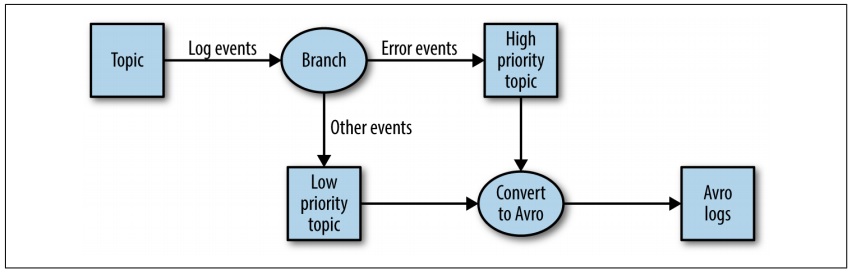 Topic
Log events
Branch
Error events
High
priority
topic
Other events
Low
priority
topic
Convert
to Avro
Avro
logs